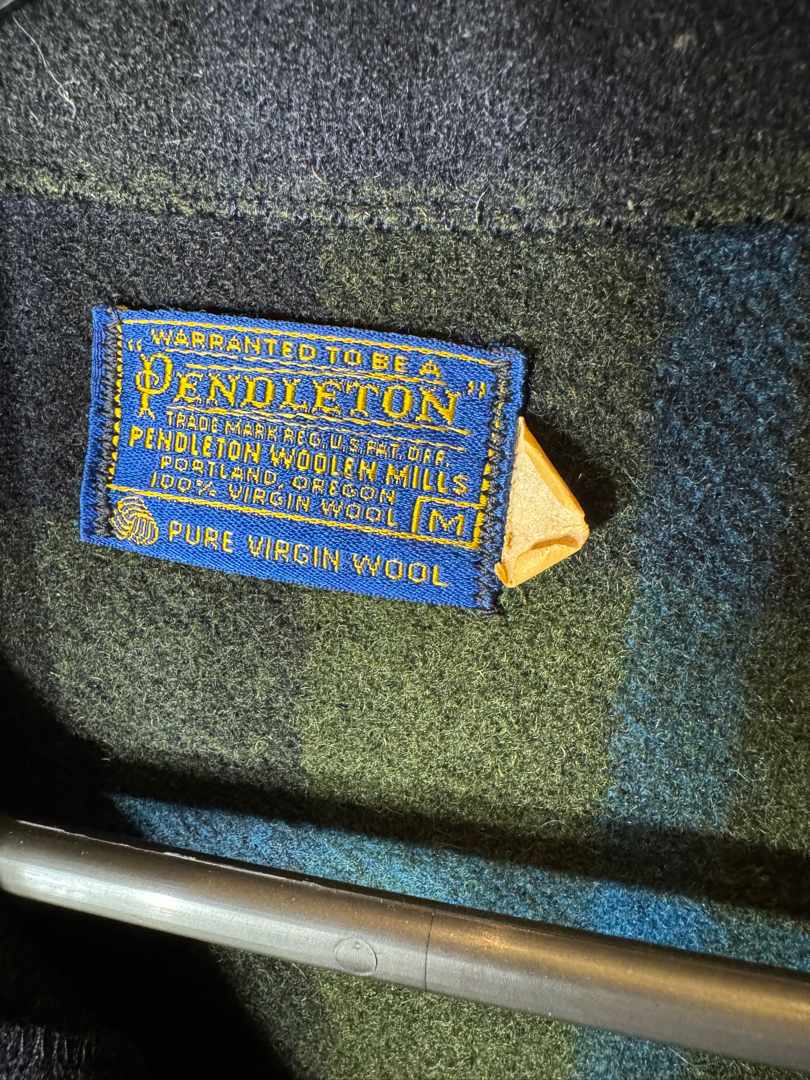 WARRANTED TO BE A
"PENDLETON"
TRADE MARK REG. U.S. PAT. OFF.
PENDLETON WOOLEN MILLS
PORTLAND, OREGON
100% VIRGIN WOOL M
PURE VIRGIN WOOL